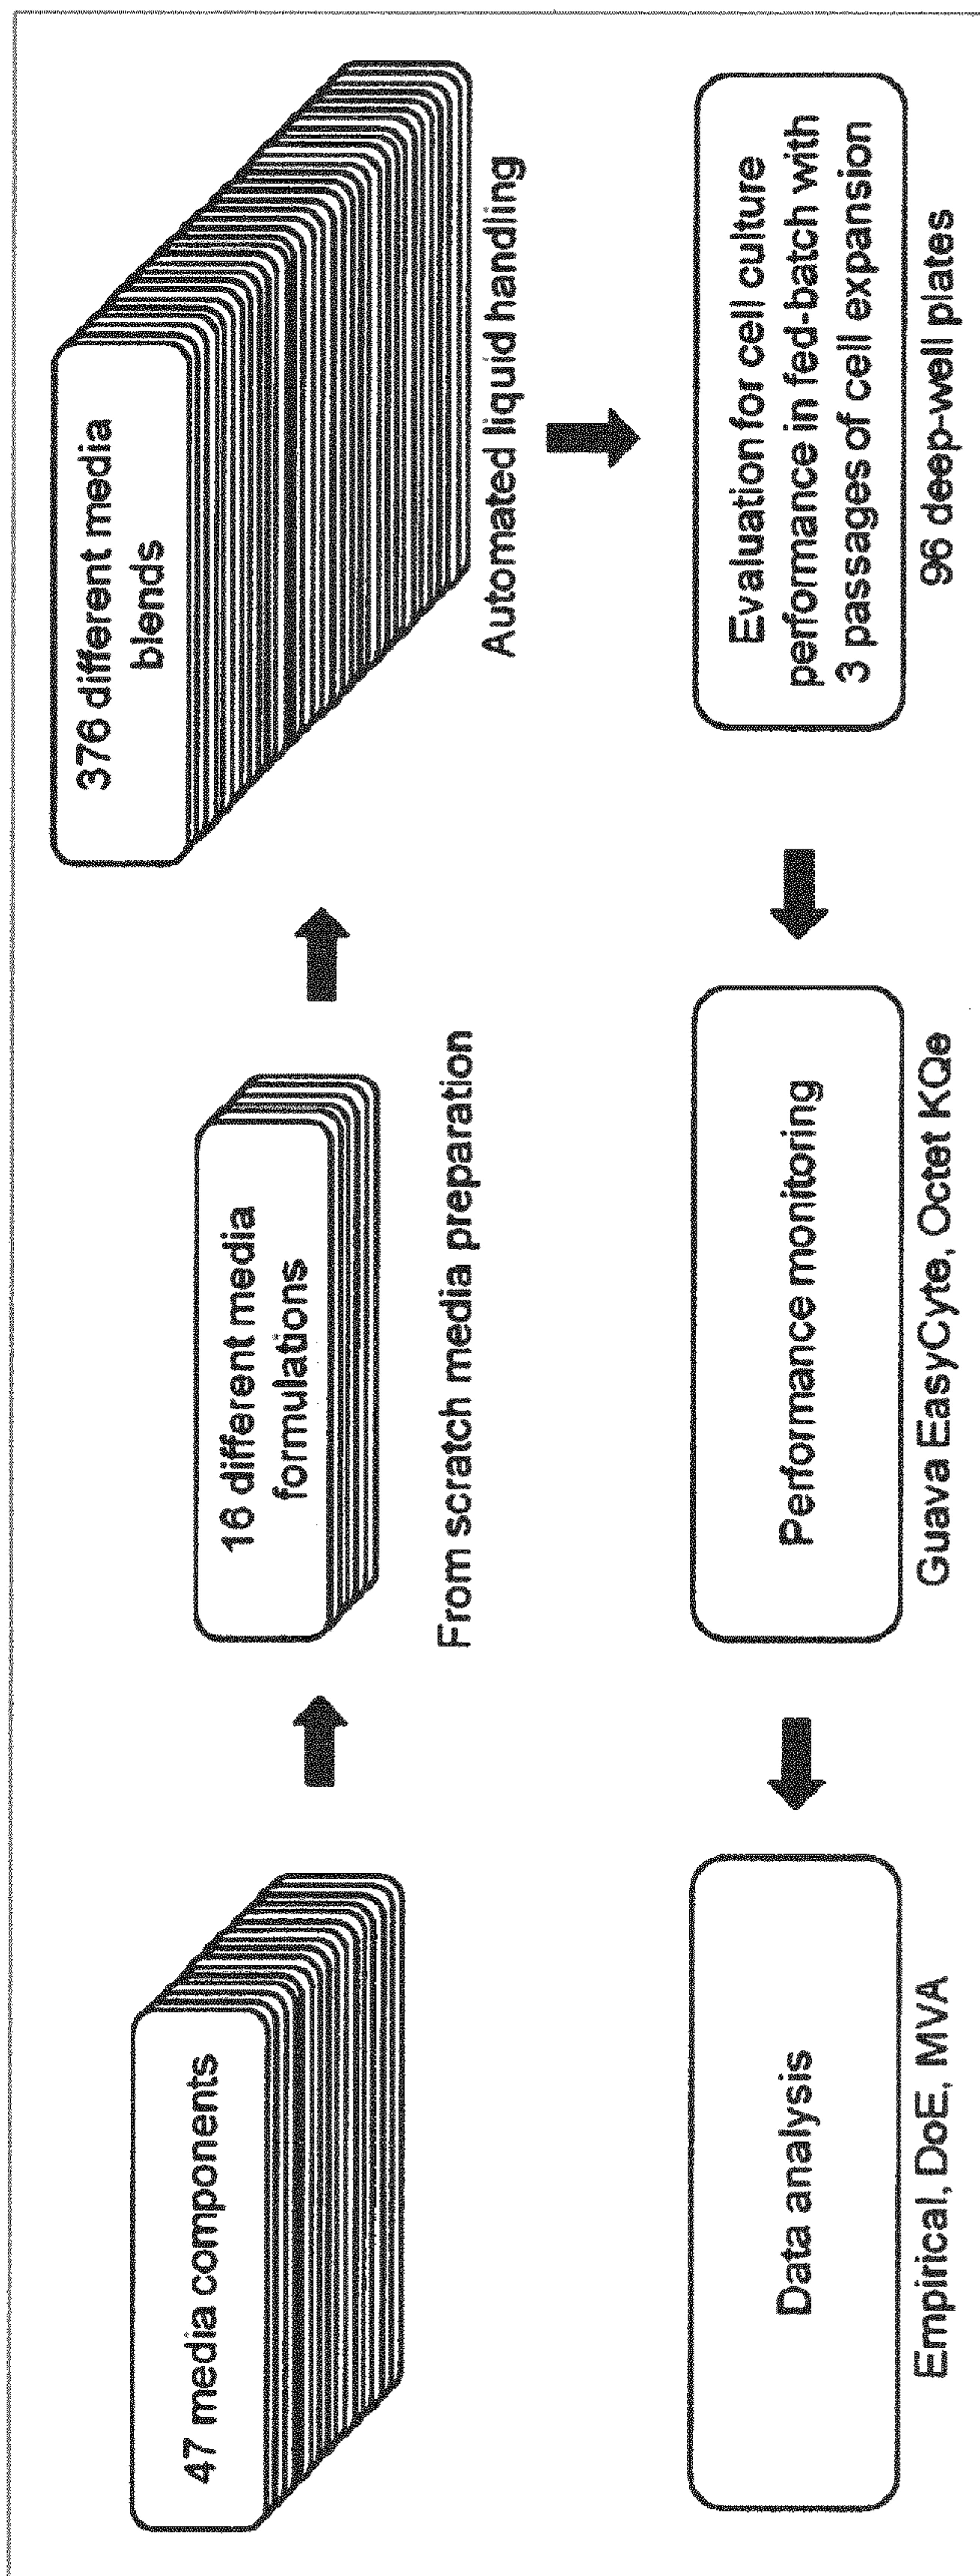 47 media components
16 different media
formulations
From scratch media preparation
376 different media
blends
Automated liquid handling
Evaluation for cell culture
performance in fed-batch with
3 passages of cell expansion
96 deep-well plates
Performance monitoring
Guava EasyCyte, Octet KQe
Data analysis
Empirical, DoE, MVA